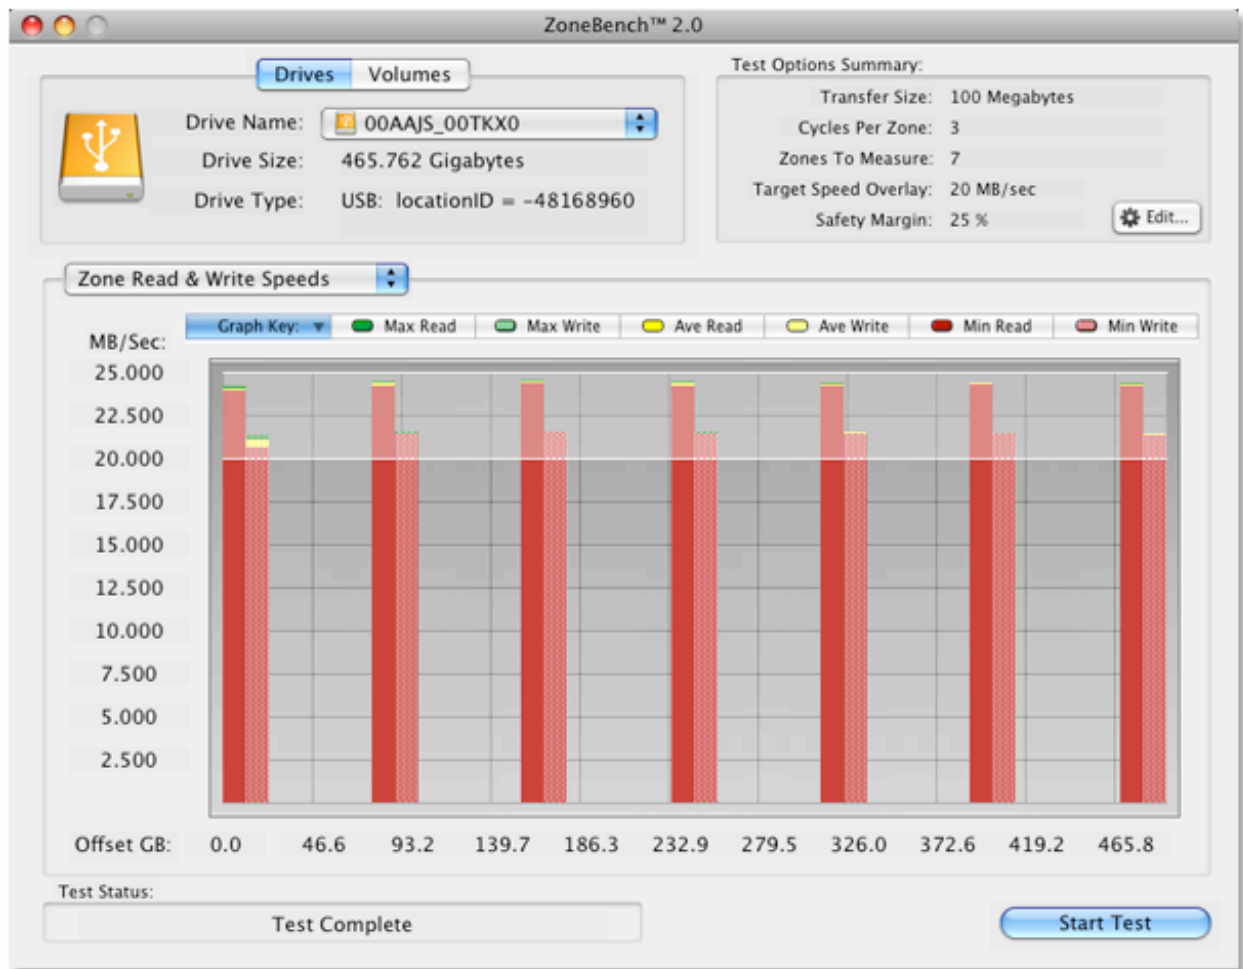 ZoneBench™ 2.0
Drives Volumes
Drive Name: 00AAJS_00TKX0
Drive Size: 465.762 Gigabytes
Drive Type: USB: locationID = -48168960
Test Options Summary:
Transfer Size: 100 Megabytes
Cycles Per Zone: 3
Zones To Measure: 7
Target Speed Overlay: 20 MB/sec
Safety Margin: 25 %
Edit...
Zone Read & Write Speeds
Graph Key: Max Read Max Write Ave Read Ave Write Min Read Min Write
MB/Sec:
25.000
22.500
20.000
17.500
15.000
12.500
10.000
7.500
5.000
2.500
Offset GB: 0.0 46.6 93.2 139.7 186.3 232.9 279.5 326.0 372.6 419.2 465.8
Test Status:
Test Complete
Start Test